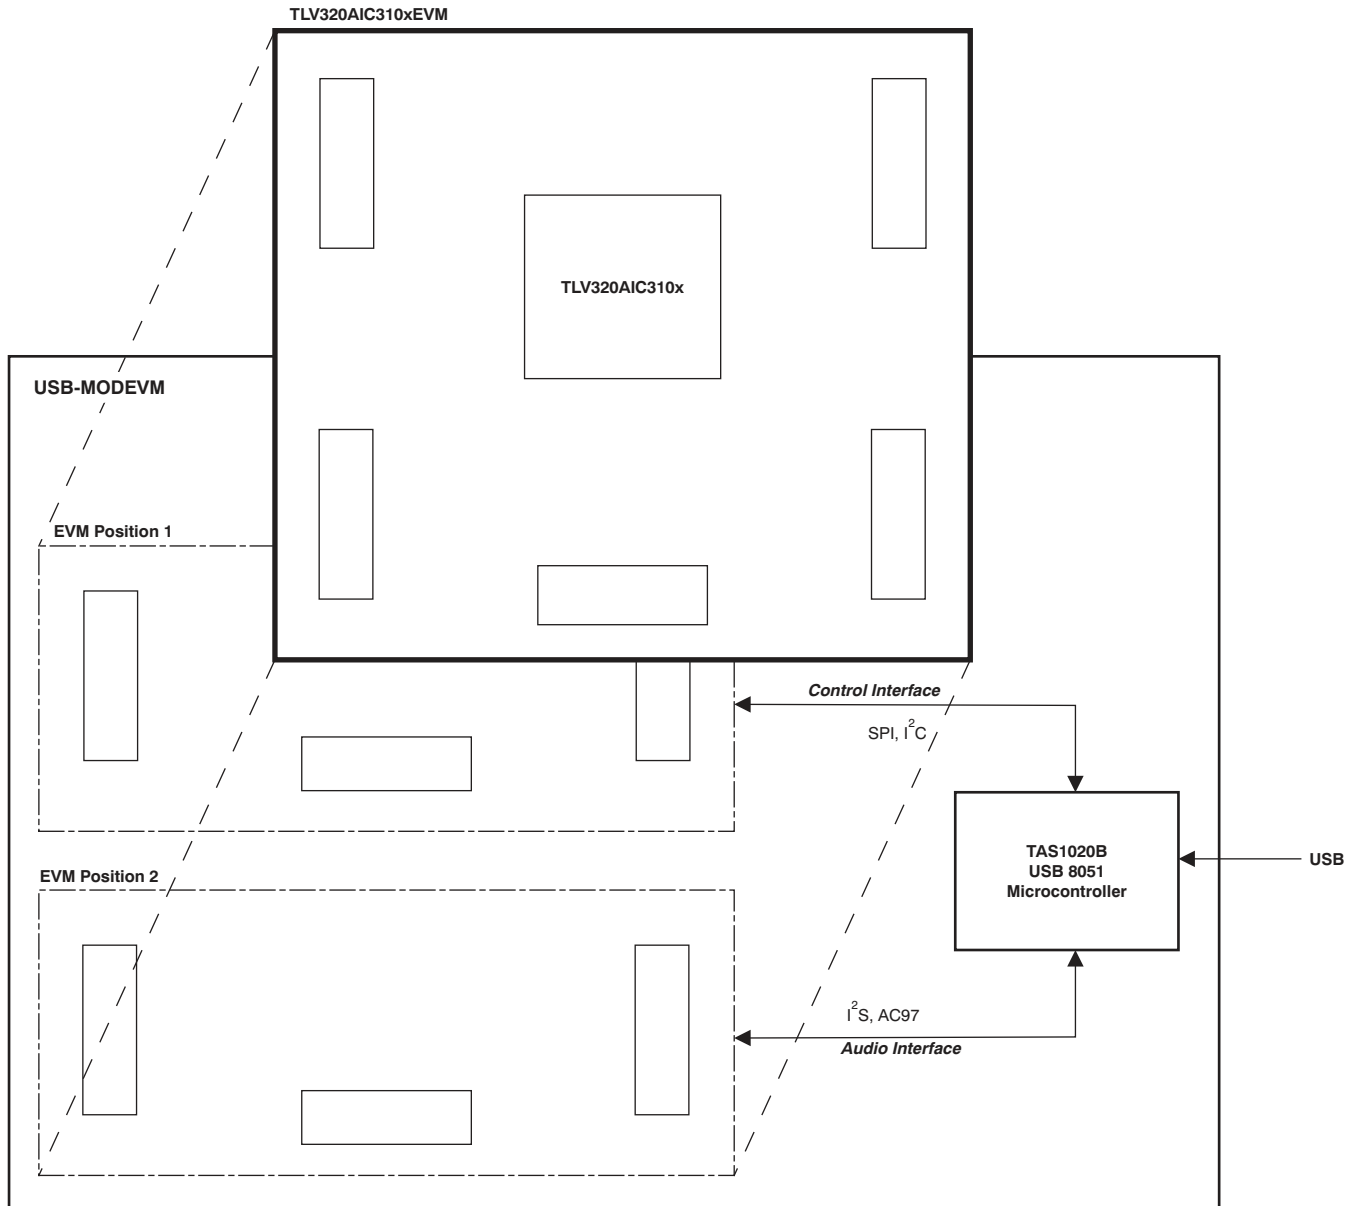 TLV320AIC310xEVM
TLV320AIC310x
USB-MODEVM
EVM Position 1
Control Interface
SPI, I²C
TAS1020B
USB 8051
Microcontroller
USB
EVM Position 2
I²S, AC97
Audio Interface